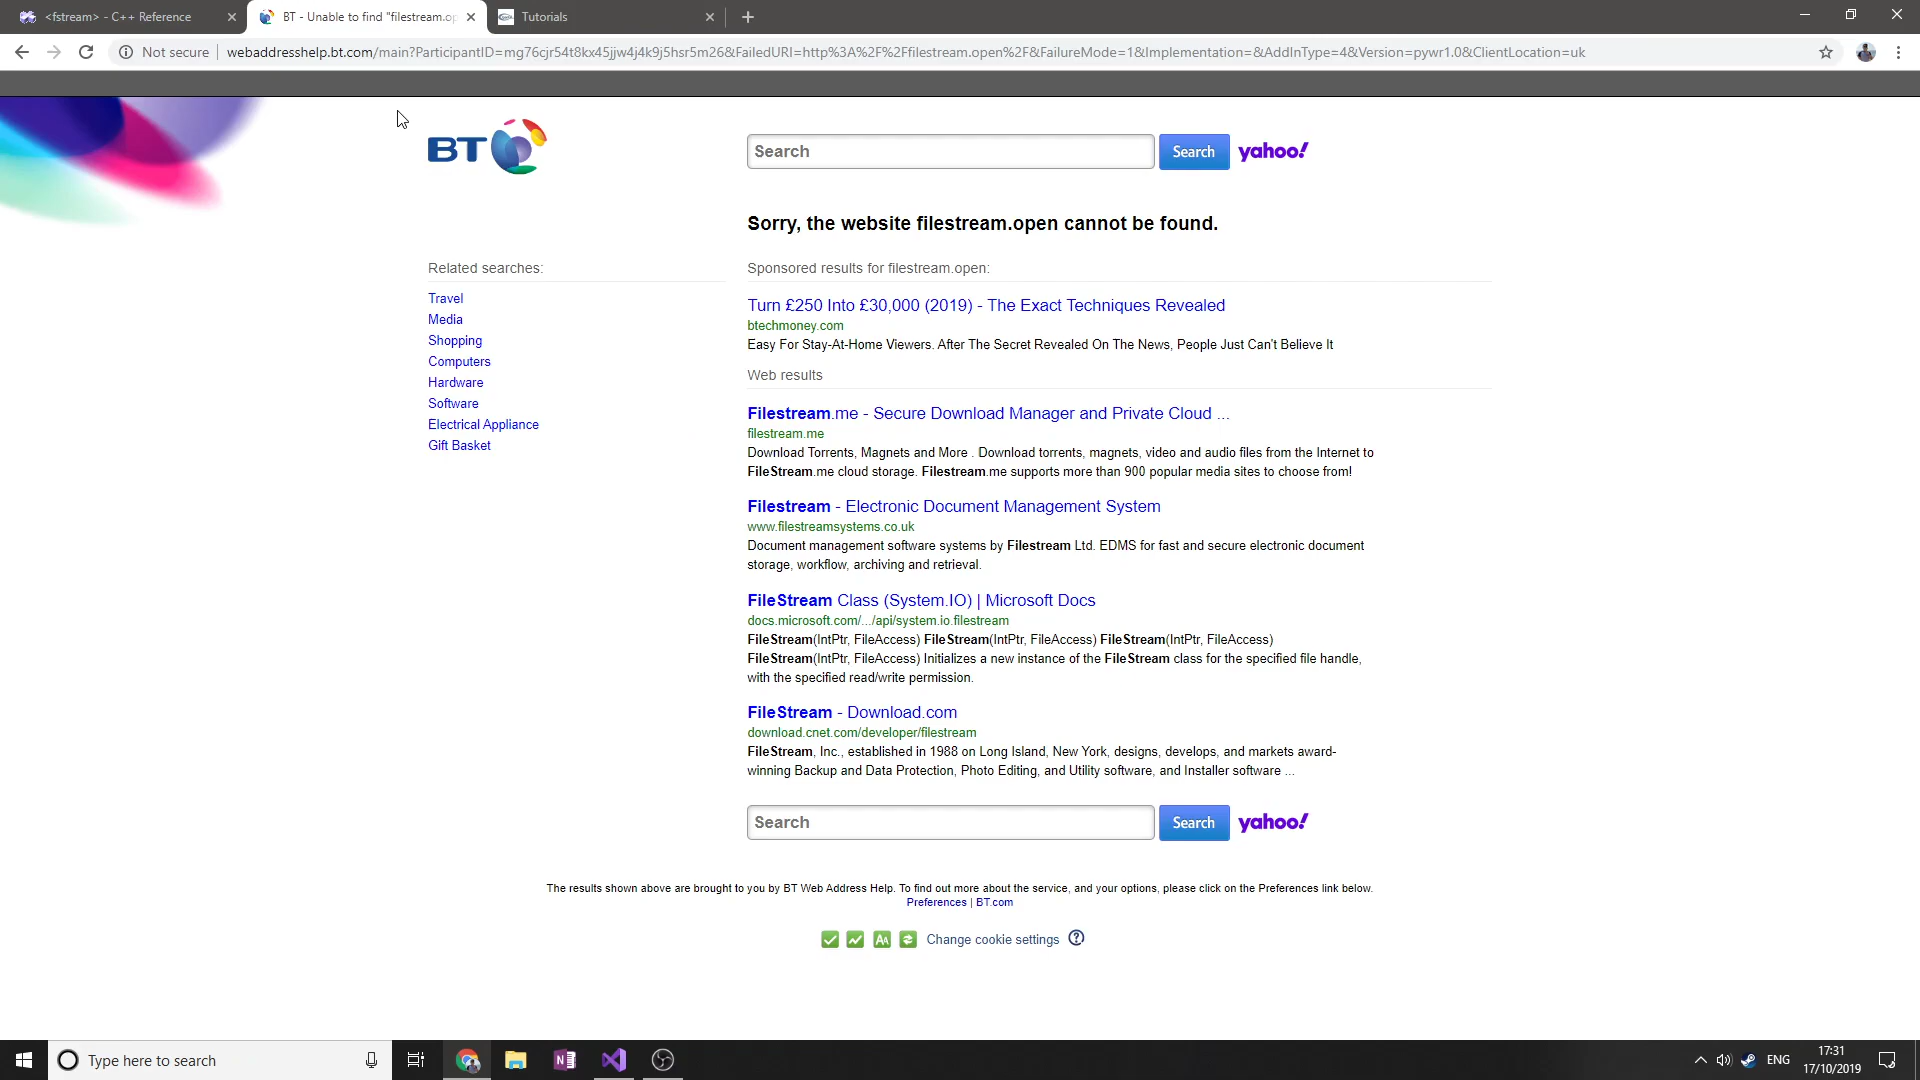 <fstream> - C++ Reference
BT - Unable to find "filestream.op
Tutorials
Not secure
webaddresshelp.bt.com/main?ParticipantID=mg76cjr54t8kx45jjw4j4k9j5hsr5m26&FailedURI=http%3A%2F%2Ffilestream.open%2F&FailureMode=1&Implementation=&AddInType=4&Version=pywr1.0&ClientLocation=uk
BT
Search
Search
yahoo!
Sorry, the website filestream.open cannot be found.
Related searches:
Travel
Media
Shopping
Computers
Hardware
Software
Electrical Appliance
Gift Basket
Sponsored results for filestream.open:
Turn £250 Into £30,000 (2019) - The Exact Techniques Revealed
btechmoney.com
Easy For Stay-At-Home Viewers. After The Secret Revealed On The News, People Just Can't Believe It
Web results
Filestream.me - Secure Download Manager and Private Cloud ...
filestream.me
Download Torrents, Magnets and More . Download torrents, magnets, video and audio files from the Internet to
FileStream.me cloud storage. Filestream.me supports more than 900 popular media sites to choose from!
Filestream - Electronic Document Management System
www.filestreamsystems.co.uk
Document management software systems by Filestream Ltd. EDMS for fast and secure electronic document
storage, workflow, archiving and retrieval.
FileStream Class (System.IO) | Microsoft Docs
docs.microsoft.com/.../api/system.io.filestream
FileStream(IntPtr, FileAccess) FileStream(IntPtr, FileAccess) FileStream(IntPtr, FileAccess)
FileStream(IntPtr, FileAccess) Initializes a new instance of the FileStream class for the specified file handle,
with the specified read/write permission.
FileStream - Download.com
download.cnet.com/developer/filestream
FileStream, Inc., established in 1988 on Long Island, New York, designs, develops, and markets award-
winning Backup and Data Protection, Photo Editing, and Utility software, and Installer software ...
Search
Search
yahoo!
The results shown above are brought to you by BT Web Address Help. To find out more about the service, and your options, please click on the Preferences link below.
Preferences | BT.com
Change cookie settings
Type here to search
ENG
17:31
17/10/2019